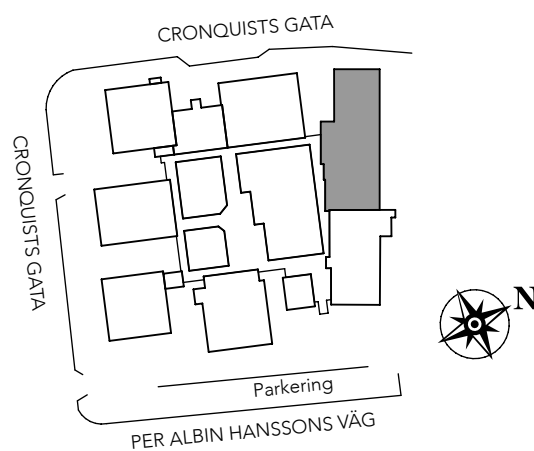 CRONQUISTS GATA
CRONQUISTS GATA
N
Parkering
PER ALBIN HANSSONS VÄG